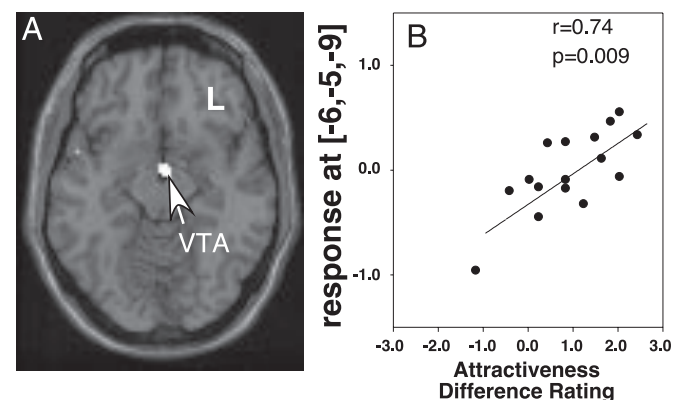 A
L
VTA
B
r=0.74
p=0.009
response at [-6,-5,-9]
1.0
0.0
-1.0
-3.0 -2.0 -1.0 0.0 1.0 2.0 3.0
Attractiveness
Difference Rating